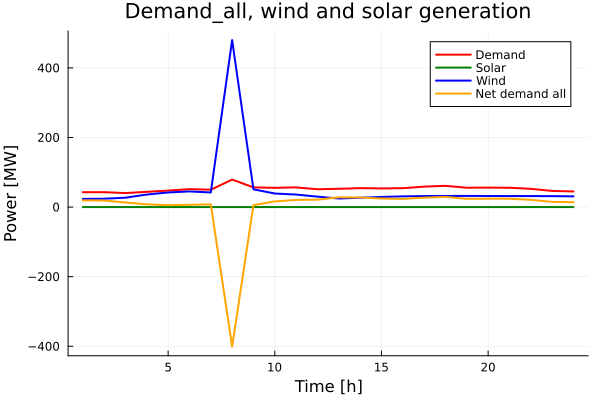 Demand_all, wind and solar generation
Power [MW]
400
200
0
−200
−400
5
10
15
20
Time [h]
Demand
Solar
Wind
Net demand all